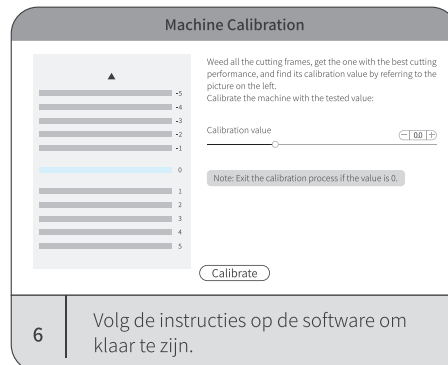 Machine Calibration
-5
-4
-3
-2
-1
0
1
2
3
4
5
Weed all the cutting frames, get the one with the best cutting
performance, and find its calibration value by referring to the
picture on the left.
Calibrate the machine with the tested value:
Calibration value
0.0
Note: Exit the calibration process if the value is 0.
Calibrate
6
Volg de instructies op de software om
klaar te zijn.